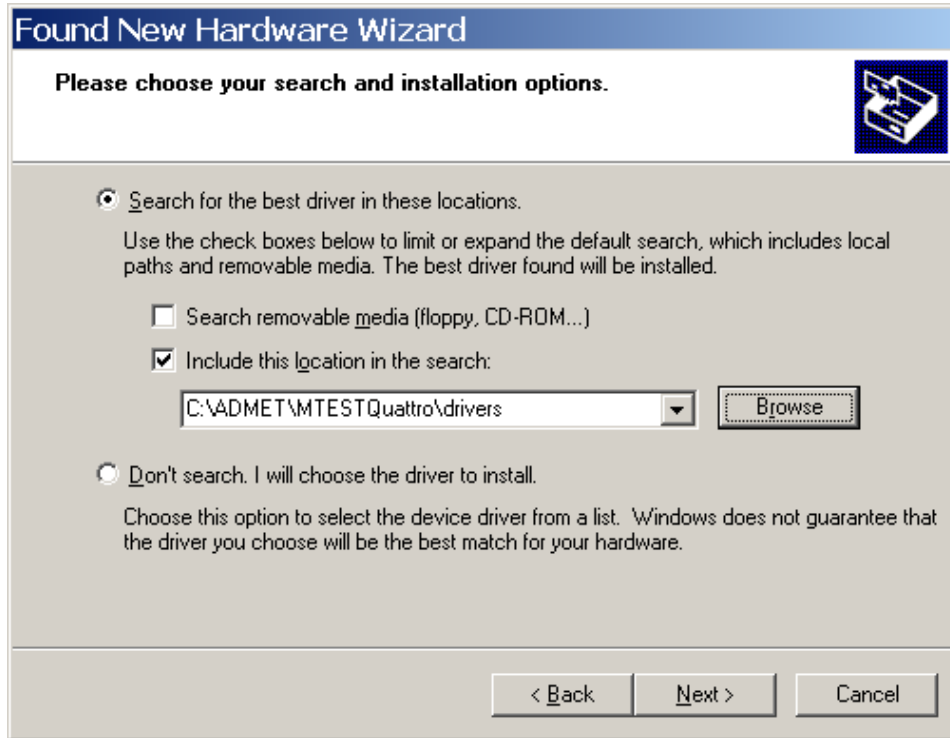 Found New Hardware Wizard
Please choose your search and installation options.
Search for the best driver in these locations.
Use the check boxes below to limit or expand the default search, which includes local
paths and removable media. The best driver found will be installed.
Search removable media (floppy, CD-ROM...)
Include this location in the search:
C:\ADMET\MTESTQuattro\drivers
Browse
Don't search. I will choose the driver to install.
Choose this option to select the device driver from a list. Windows does not guarantee that
the driver you choose will be the best match for your hardware.
< Back Next > Cancel